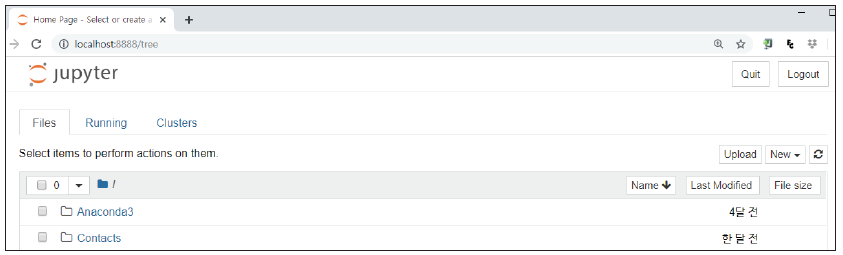 Home Page - Select or create a
localhost:8888/tree
jupyter
Quit
Logout
Files
Running
Clusters
Select items to perform actions on them.
Upload
New
0
/
Name
Last Modified
File size
Anaconda3
4달 전
Contacts
한 달 전